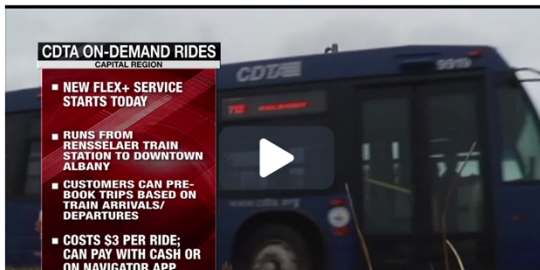 CDTA ON-DEMAND RIDES
CAPITAL REGION
NEW FLEX+ SERVICE
STARTS TODAY
RUNS FROM
RENSSELAER TRAIN
STATION TO DOWNTOWN
ALBANY
CUSTOMERS CAN PRE-
BOOK TRIPS BASED ON
TRAIN ARRIVALS/
DEPARTURES
COSTS $3 PER RIDE;
CAN PAY WITH CASH OR
ON NAVIGATOR APP
CDTA
www.cdta.org